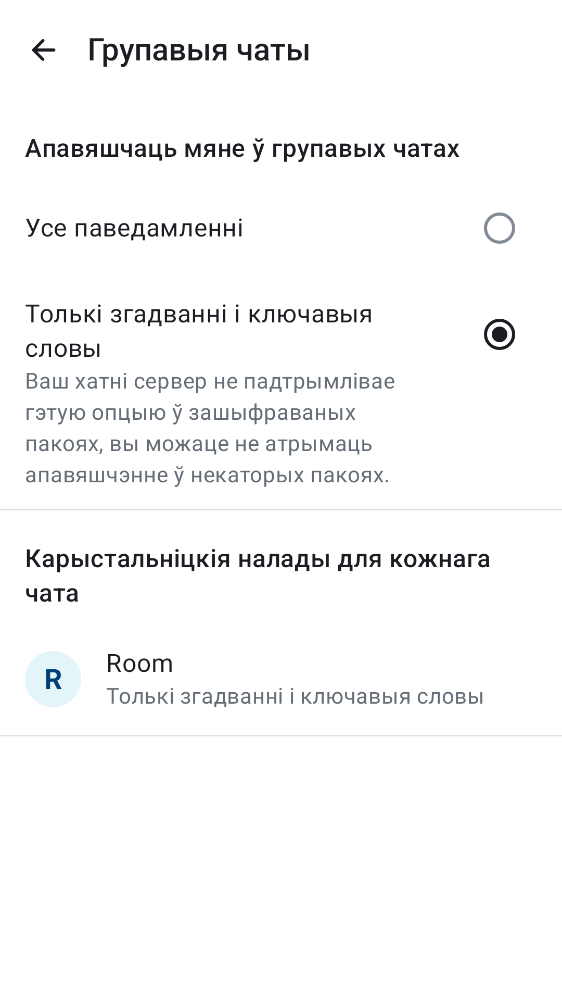 Групавыя чаты
Апавяшчаць мяне ў групавых чатах
Усе паведамленні
Толькі згадванні і ключавыя
словы
Ваш хатні сервер не падтрымлівае
гэтую опцыю ў зашыфраваных
пакоях, вы можаце не атрымаць
апавяшчэнне ў некаторых пакоях.
Карыстальніцкія налады для кожнага
чата
R
Room
Толькі згадванні і ключавыя словы